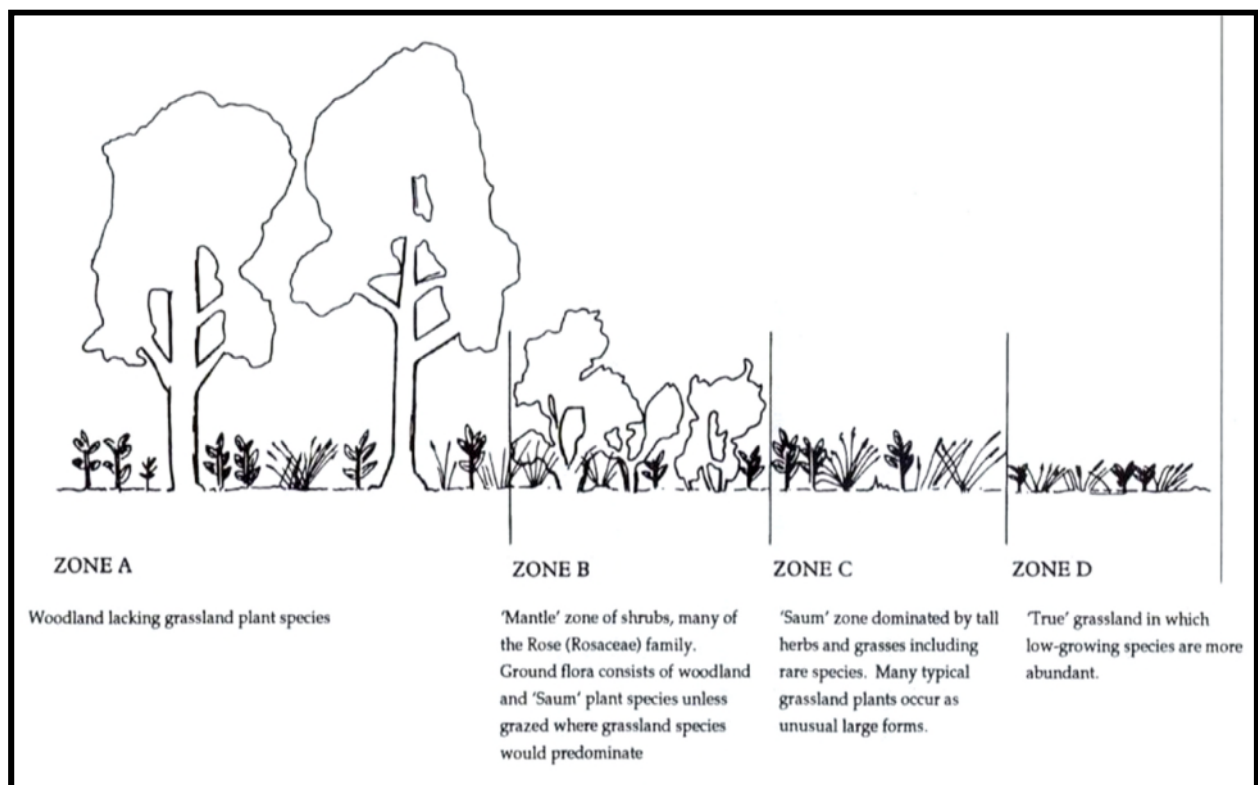 ZONE A
Woodland lacking grassland plant species
ZONE B
'Mantle' zone of shrubs, many of
the Rose (Rosaceae) family.
Ground flora consists of woodland
and 'Saum' plant species unless
grazed where grassland species
would predominate
ZONE C
'Saum' zone dominated by tall
herbs and grasses including
rare species. Many typical
grassland plants occur as
unusual large forms.
ZONE D
'True' grassland in which
low-growing species are more
abundant.